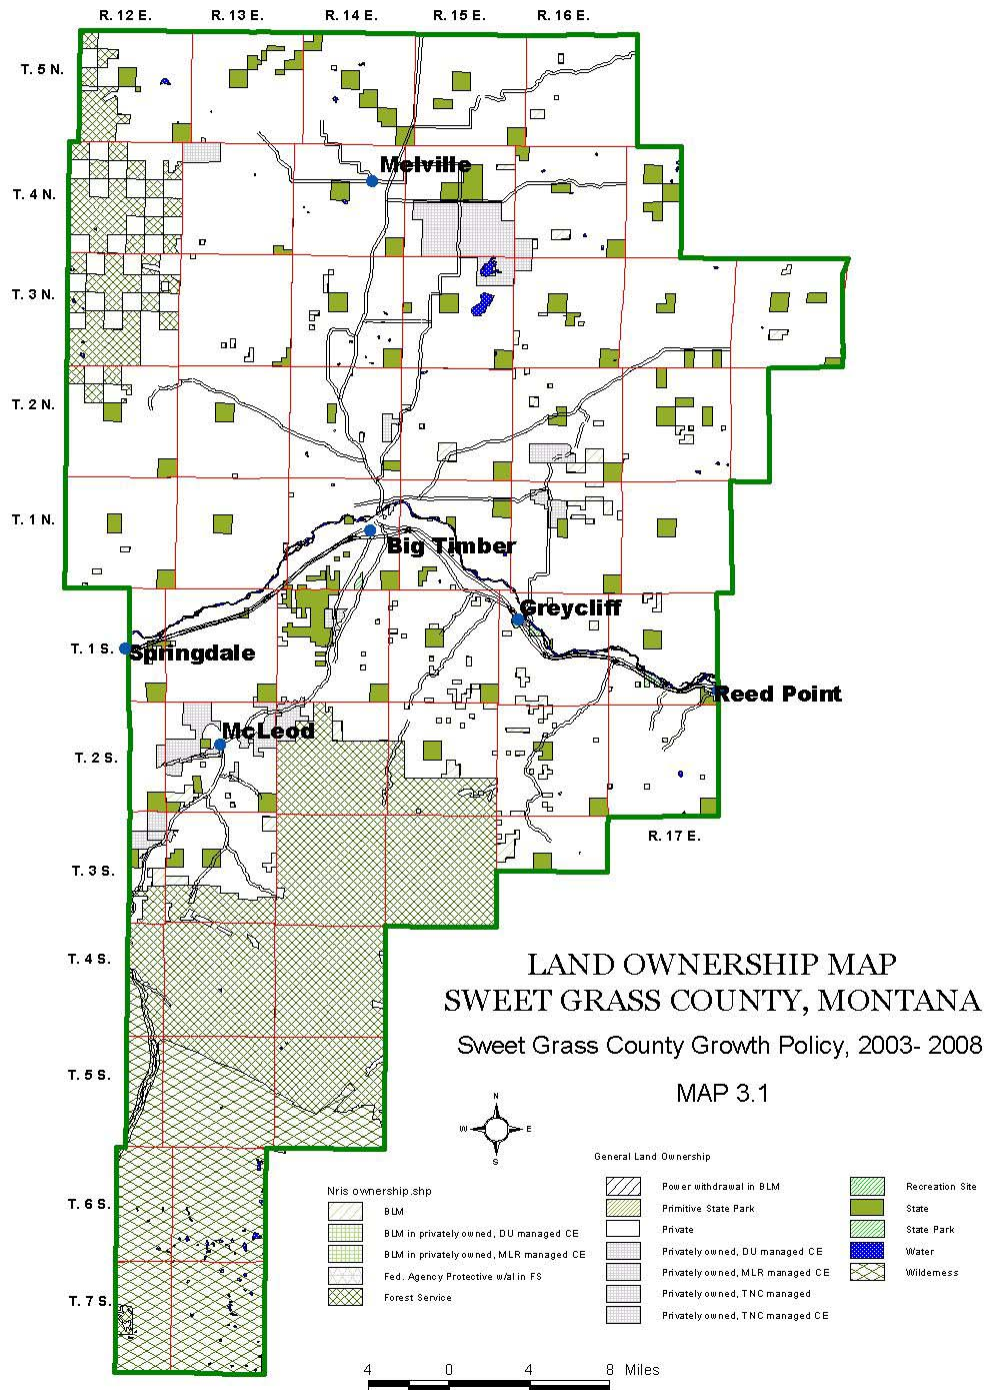 R. 12 E. R. 13 E. R. 14 E. R. 15 E. R. 16 E.
T. 5 N.
Melville
T. 4 N.
T. 3 N.
T. 2 N.
T. 1 N.
Big Timber
Greycliff
T. 1 S.
Springdale
Reed Point
McLeod
T. 2 S.
R. 17 E.
T. 3 S.
T. 4 S.
LAND OWNERSHIP MAP
SWEET GRASS COUNTY, MONTANA
Sweet Grass County Growth Policy, 2003- 2008
T. 5 S.
MAP 3.1
N
W E
S
T. 6 S.
T. 7 S.
Nris ownership.shp
BLM
BLM in privately owned, DU managed CE
BLM in privately owned, MLR managed CE
Fed. Agency Protective w/al in FS
Forest Service
General Land Ownership
Power withdrawal in BLM
Primitive State Park
Private
Privately owned, DU managed CE
Privately owned, MLR managed CE
Privately owned, TNC managed
Privately owned, TNC managed CE
Recreation Site
State
State Park
Water
Wilderness
4 0 4 8 Miles